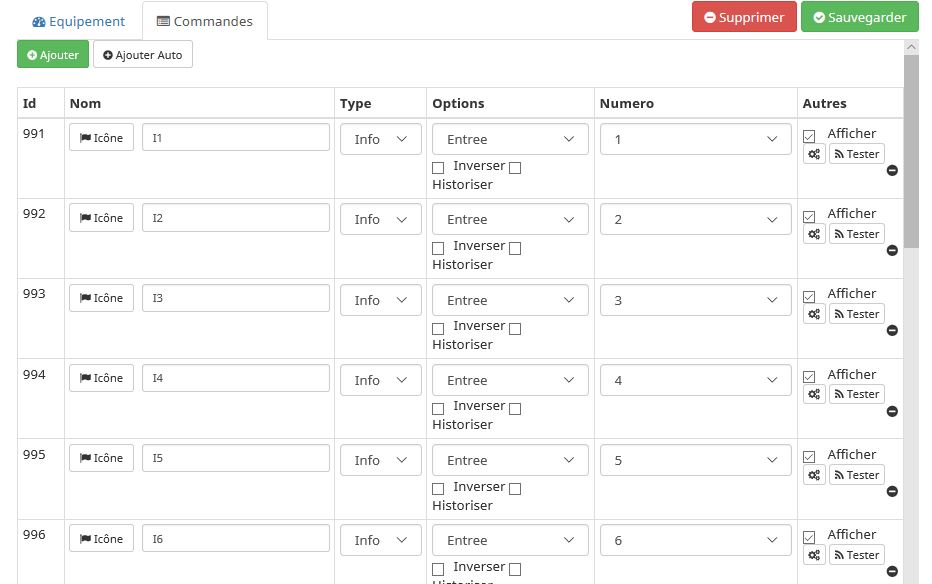 Equipement Commandes Supprimer Sauvegarder
Ajouter Ajouter Auto
Id Nom Type Options Numero Autres
991 Icône I1 Info Entree 1 Afficher
Inverser Tester
Historiser
992 Icône I2 Info Entree 2 Afficher
Inverser Tester
Historiser
993 Icône I3 Info Entree 3 Afficher
Inverser Tester
Historiser
994 Icône I4 Info Entree 4 Afficher
Inverser Tester
Historiser
995 Icône I5 Info Entree 5 Afficher
Inverser Tester
Historiser
996 Icône I6 Info Entree 6 Afficher
Inverser Tester
Historiser